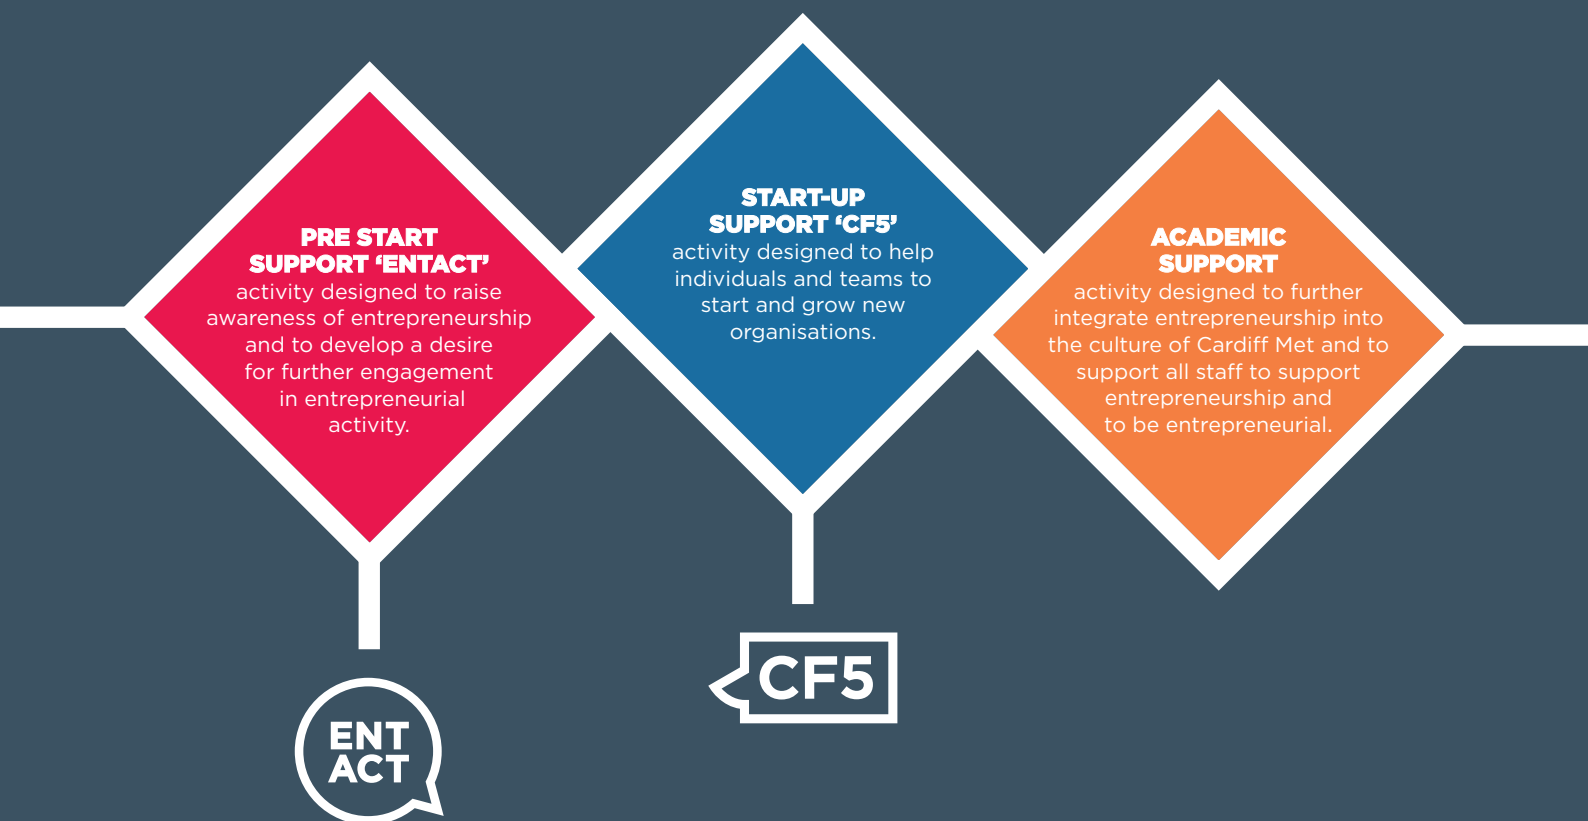 PRE START
SUPPORT ‘ENTACT’
activity designed to raise
awareness of entrepreneurship
and to develop a desire
for further engagement
in entrepreneurial
activity.
START-UP
SUPPORT ‘CF5’
activity designed to help
individuals and teams to
start and grow new
organisations.
ACADEMIC
SUPPORT
activity designed to further
integrate entrepreneurship into
the culture of Cardiff Met and to
support all staff to support
entrepreneurship and
to be entrepreneurial.
ENT
ACT
CF5